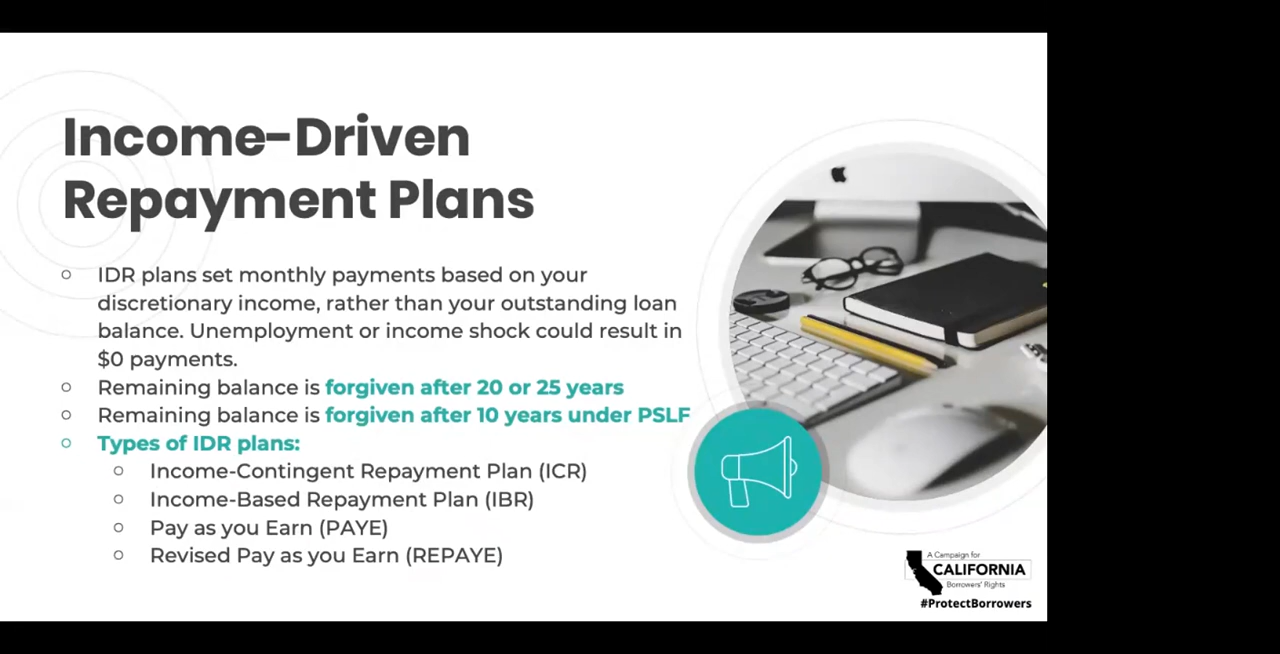 Income-Driven
Repayment Plans
IDR plans set monthly payments based on your
discretionary income, rather than your outstanding loan
balance. Unemployment or income shock could result in
$0 payments.
Remaining balance is forgiven after 20 or 25 years
Remaining balance is forgiven after 10 years under PSLF
Types of IDR plans:
Income-Contingent Repayment Plan (ICR)
Income-Based Repayment Plan (IBR)
Pay as you Earn (PAYE)
Revised Pay as you Earn (REPAYE)
A Campaign for
CALIFORNIA
Borrowers' Rights
#ProtectBorrowers